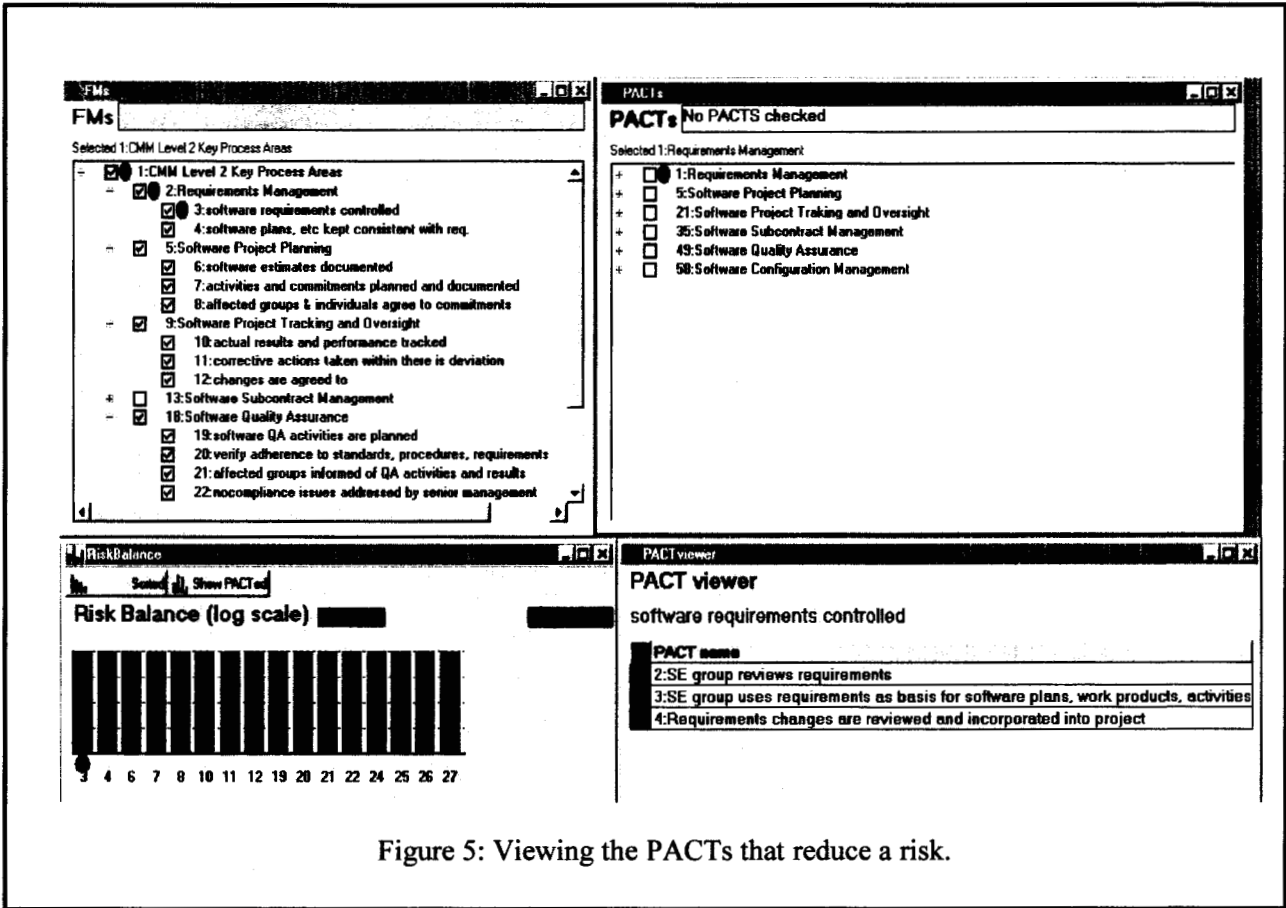 FMs
FMs
Selected 1:CMM Level 2 Key Process Areas
1:CMM Level 2 Key Process Areas
2:Requirements Management
3:software requirements controlled
4:software plans, etc kept consistent with req.
5:Software Project Planning
6:software estimates documented
7:activities and commitments planned and documented
8:affected groups & individuals agree to commitments
9:Software Project Tracking and Oversight
10:actual results and performance tracked
11:corrective actions taken within there is deviation
12:changes are agreed to
13:Software Subcontract Management
18:Software Quality Assurance
19:software QA activities are planned
20:verify adherence to standards, procedures, requirements
21:affected groups informed of QA activities and results
22:nocompliance issues addressed by senior management
PACTs
PACTs No PACTS checked
Selected 1:Requirements Management
1:Requirements Management
5:Software Project Planning
21:Software Project Traking and Oversight
35:Software Subcontract Management
49:Software Quality Assurance
58:Software Configuration Management
RiskBalance
Sorted Show PACTed
Risk Balance (log scale)
3 4 6 7 8 10 11 12 19 20 21 22 24 25 26 27
PACT viewer
PACT viewer
software requirements controlled
PACT name
2:SE group reviews requirements
3:SE group uses requirements as basis for software plans, work products, activities
4:Requirements changes are reviewed and incorporated into project
Figure 5: Viewing the PACTs that reduce a risk.